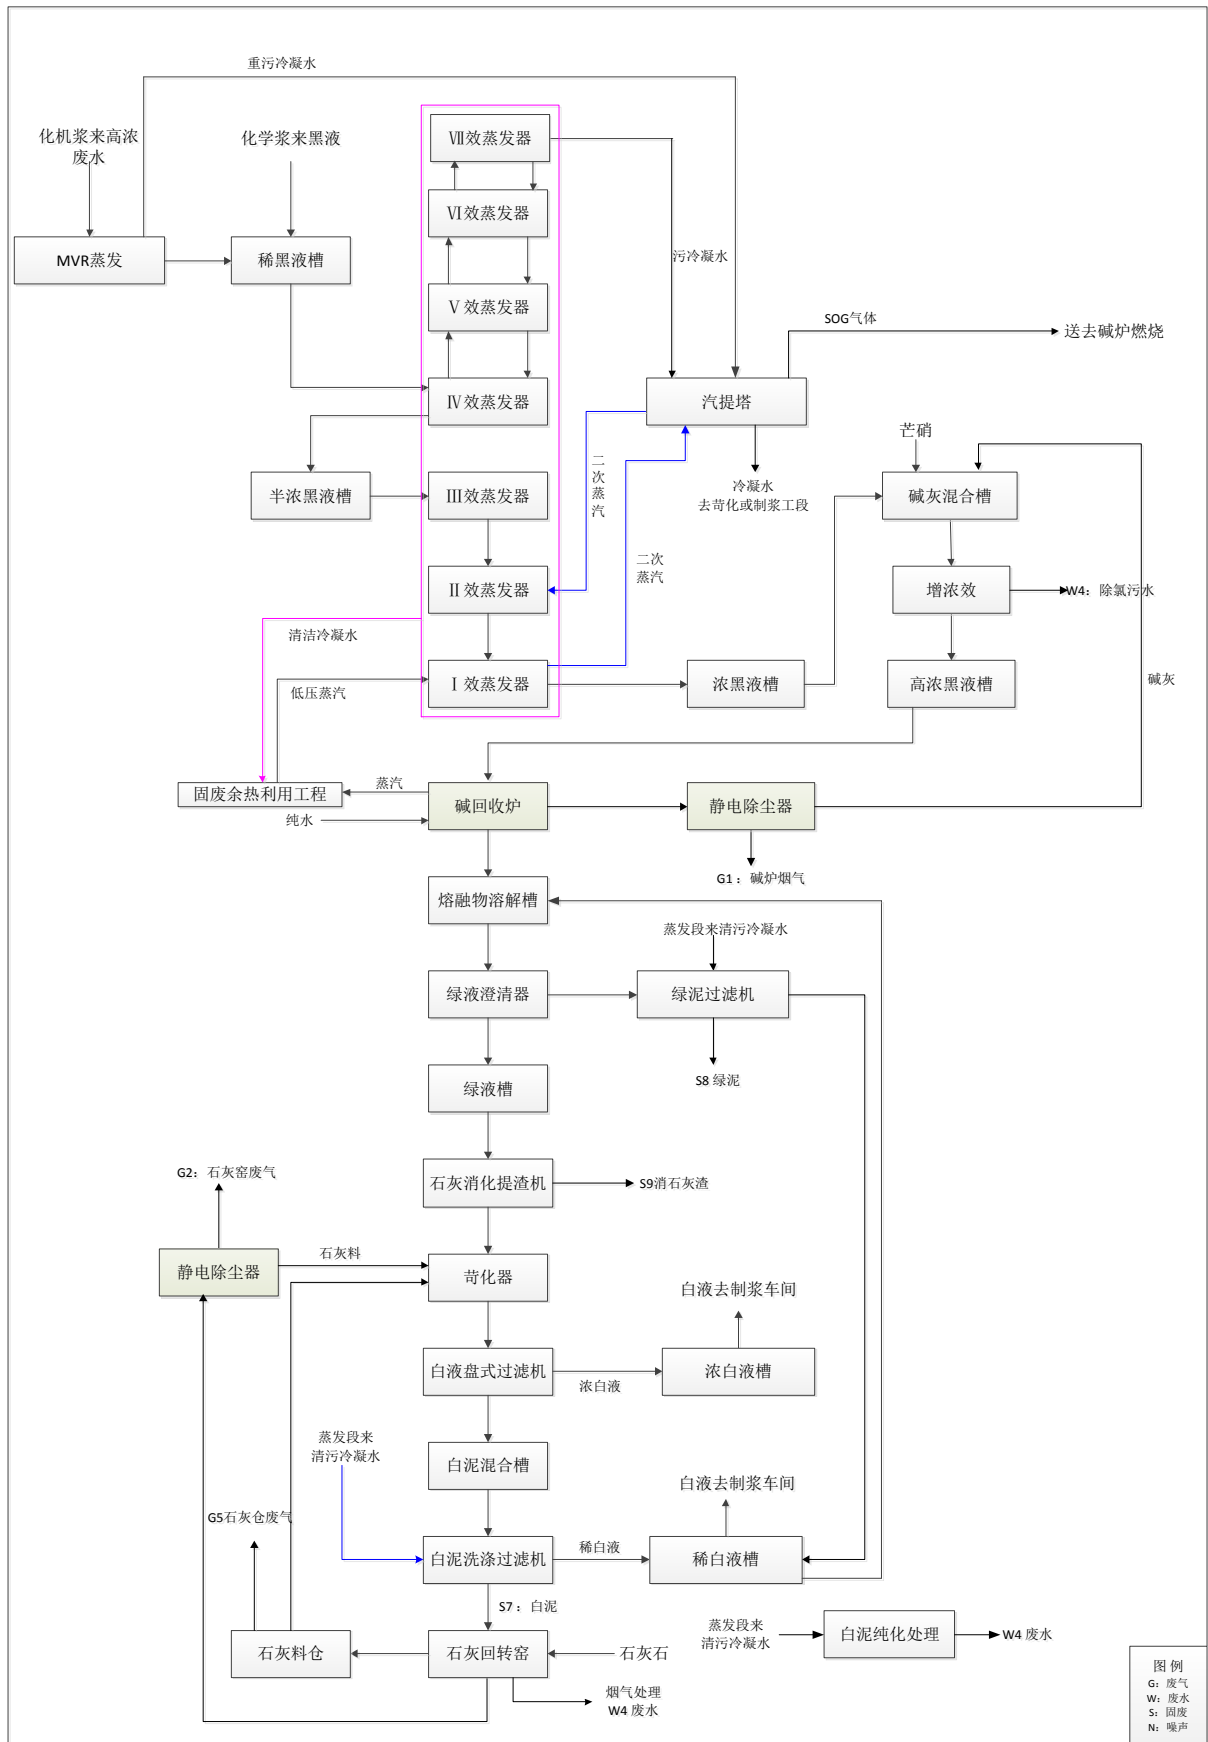 重污冷凝水
化机浆来高浓
废水
化学浆来黑液
Ⅶ效蒸发器
Ⅵ效蒸发器
MVR蒸发
稀黑液槽
污冷凝水
Ⅴ效蒸发器
SOG气体
送去碱炉燃烧
Ⅳ效蒸发器
汽提塔
芒硝
二次蒸汽
半浓黑液槽
Ⅲ效蒸发器
冷凝水
去苛化或制浆工段
碱灰混合槽
二次
蒸汽
Ⅱ效蒸发器
增浓效
W4：除氯污水
清洁冷凝水
低压蒸汽
Ⅰ效蒸发器
浓黑液槽
高浓黑液槽
碱灰
蒸汽
固废余热利用工程
碱回收炉
静电除尘器
纯水
G1：碱炉烟气
熔融物溶解槽
蒸发段来清污冷凝水
绿液澄清器
绿泥过滤机
S8 绿泥
绿液槽
G2：石灰窑废气
石灰消化提渣机
S9消石灰渣
石灰料
静电除尘器
苛化器
白液去制浆车间
白液盘式过滤机
浓白液
浓白液槽
蒸发段来
清污冷凝水
白泥混合槽
白液去制浆车间
G5石灰仓废气
白泥洗涤过滤机
稀白液
稀白液槽
S7：白泥
石灰料仓
石灰回转窑
石灰石
蒸发段来
清污冷凝水
白泥纯化处理
W4 废水
烟气处理
W4 废水
图 例
G：废气
W：废水
S：固废
N：噪声